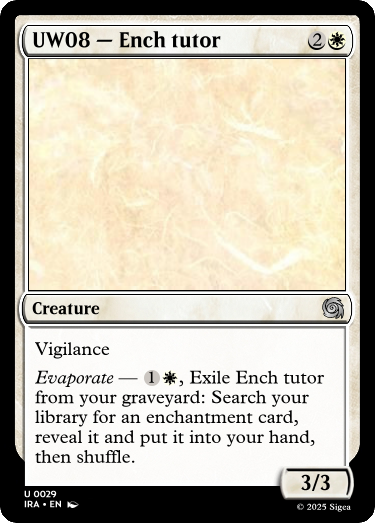 UW08 — Ench tutor 2
Creature
Vigilance
Evaporate — 1, Exile Ench tutor
from your graveyard: Search your
library for an enchantment card,
reveal it and put it into your hand,
then shuffle.
3/3
U 0029
IRA • EN
© 2025 Sigea